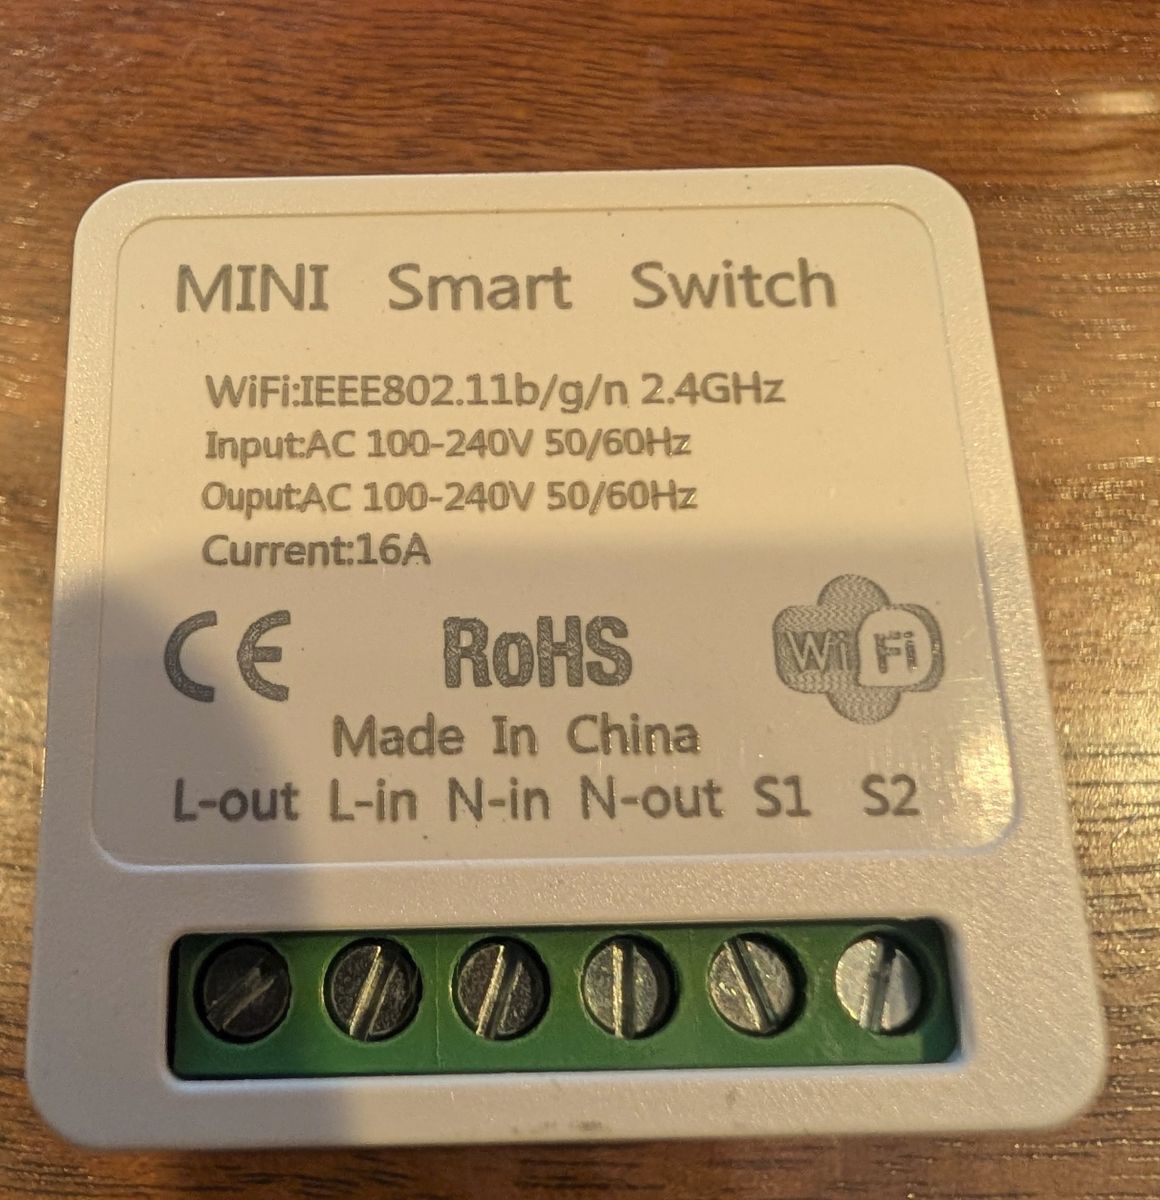 MINI Smart Switch
WiFi:IEEE802.11b/g/n 2.4GHz
Input:AC 100-240V 50/60Hz
Ouput:AC 100-240V 50/60Hz
Current:16A
CE RoHS Wi Fi
Made In China
L-out L-in N-in N-out S1 S2